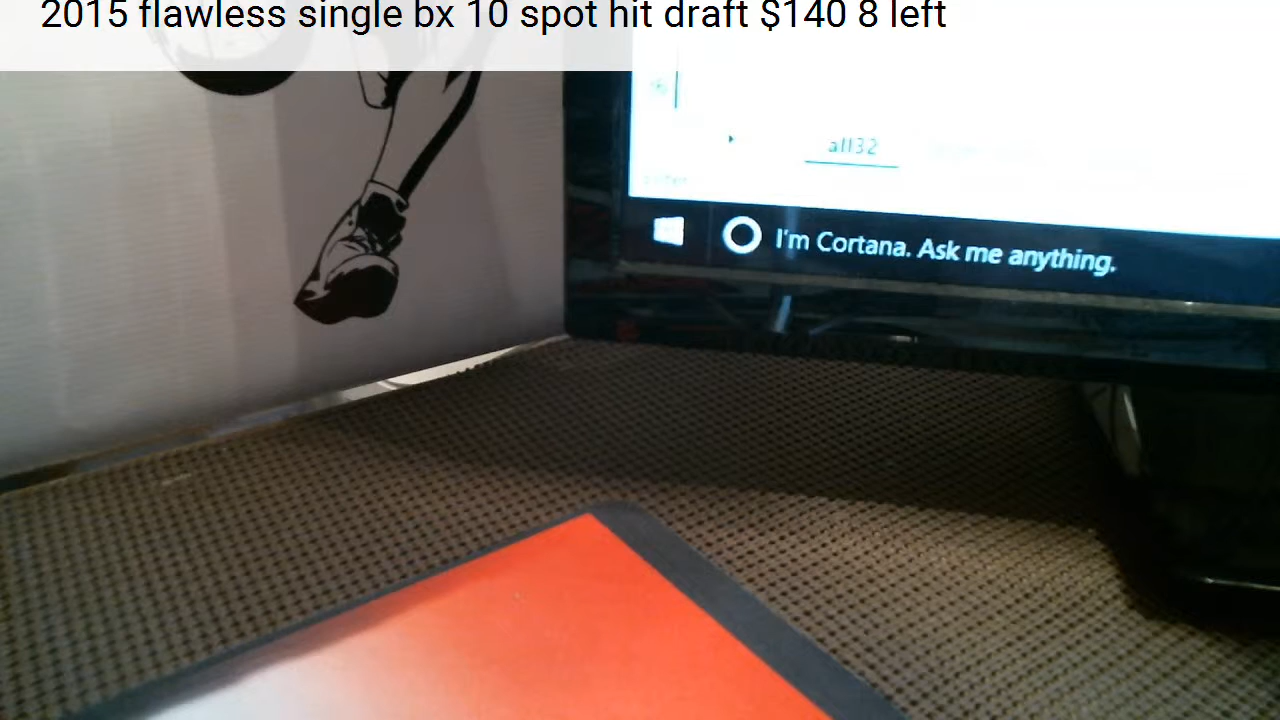 2015 flawless single bx 10 spot hit draft $140 8 left
all32
I'm Cortana. Ask me anything.